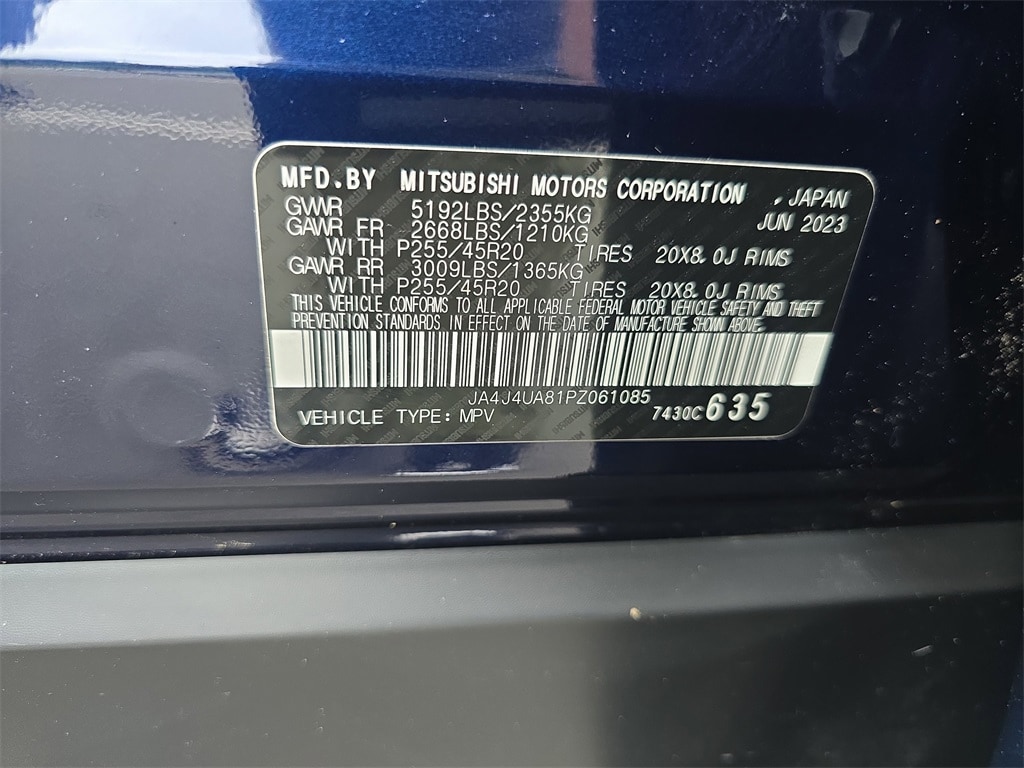 MFD.BY MITSUBISHI MOTORS CORPORATION , JAPAN
GVWR 5192LBS/2355KG JUN 2023
GAWR FR 2668LBS/1210KG
WITH P255/45R20 TIRES 20X8.0J RIMS
GAWR RR 3009LBS/1365KG
WITH P255/45R20 TIRES 20X8.0J RIMS
THIS VEHICLE CONFORMS TO ALL APPLICABLE FEDERAL MOTOR VEHICLE SAFETY AND THEFT
PREVENTION STANDARDS IN EFFECT ON THE DATE OF MANUFACTURE SHOWN ABOVE.
JA4J4UA81PZ061085
VEHICLE TYPE: MPV 7430C 635